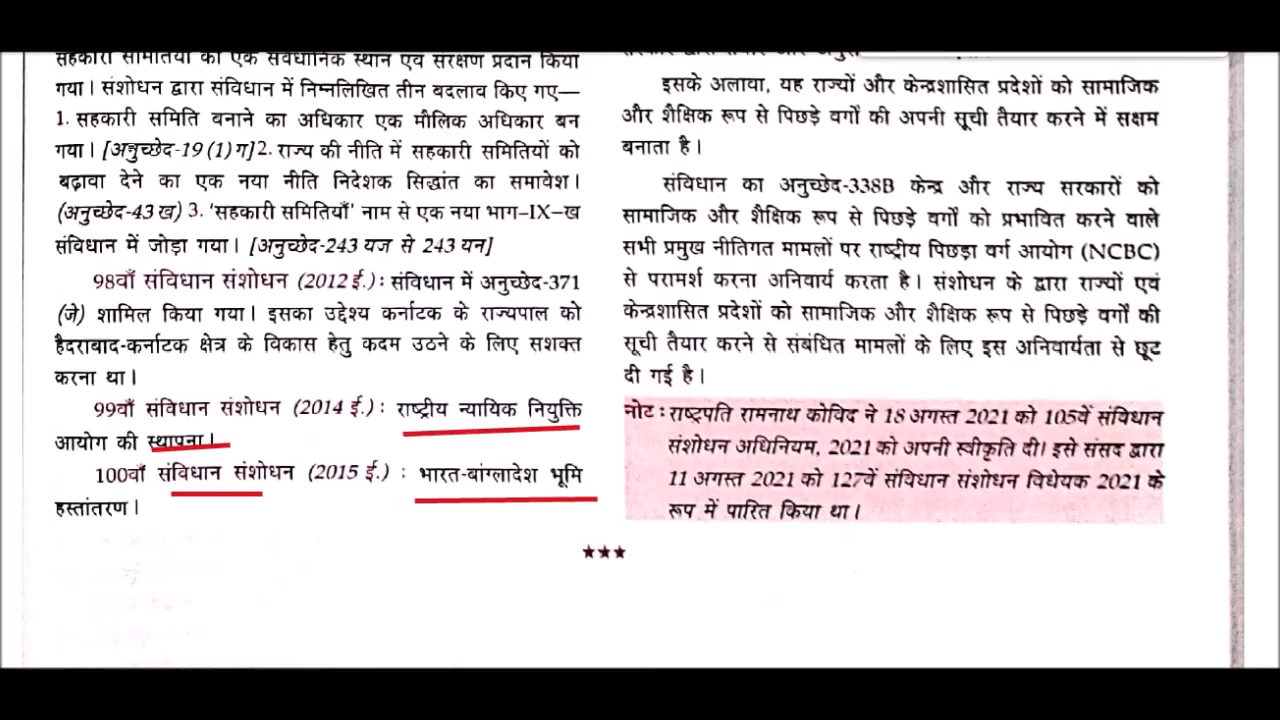 सहकारी समितियों को एक संवैधानिक स्थान एवं संरक्षण प्रदान किया
गया। संशोधन द्वारा संविधान में निम्नलिखित तीन बदलाव किए गए—
1. सहकारी समिति बनाने का अधिकार एक मौलिक अधिकार बन
गया। [अनुच्छेद-19 (1) ग] 2. राज्य की नीति में सहकारी समितियों को
बढ़ावा देने का एक नया नीति निदेशक सिद्धांत का समावेश।
(अनुच्छेद-43 ख) 3. 'सहकारी समितियाँ' नाम से एक नया भाग-IX-ख
संविधान में जोड़ा गया। [अनुच्छेद-243 यज से 243 यन]
98वाँ संविधान संशोधन (2012 ई.) : संविधान में अनुच्छेद-371
(जे) शामिल किया गया। इसका उद्देश्य कर्नाटक के राज्यपाल को
हैदराबाद-कर्नाटक क्षेत्र के विकास हेतु कदम उठने के लिए सशक्त
करना था।
99वाँ संविधान संशोधन (2014 ई.) : राष्ट्रीय न्यायिक नियुक्ति
आयोग की स्थापना।
100वाँ संविधान संशोधन (2015 ई.) : भारत-बांग्लादेश भूमि
हस्तांतरण।
इसके अलावा, यह राज्यों और केन्द्रशासित प्रदेशों को सामाजिक
और शैक्षिक रूप से पिछड़े वर्गों की अपनी सूची तैयार करने में सक्षम
बनाता है।
संविधान का अनुच्छेद-338B केन्द्र और राज्य सरकारों को
सामाजिक और शैक्षिक रूप से पिछड़े वर्गों को प्रभावित करने वाले
सभी प्रमुख नीतिगत मामलों पर राष्ट्रीय पिछड़ा वर्ग आयोग (NCBC)
से परामर्श करना अनिवार्य करता है। संशोधन के द्वारा राज्यों एवं
केन्द्रशासित प्रदेशों को सामाजिक और शैक्षिक रूप से पिछड़े वर्गों की
सूची तैयार करने से संबंधित मामलों के लिए इस अनिवार्यता से छूट
दी गई है।
नोट : राष्ट्रपति रामनाथ कोविद ने 18 अगस्त 2021 को 105वें संविधान
संशोधन अधिनियम, 2021 को अपनी स्वीकृति दी। इसे संसद द्वारा
11 अगस्त 2021 को 127वें संविधान संशोधन विधेयक 2021 के
रूप में पारित किया था।
★★★